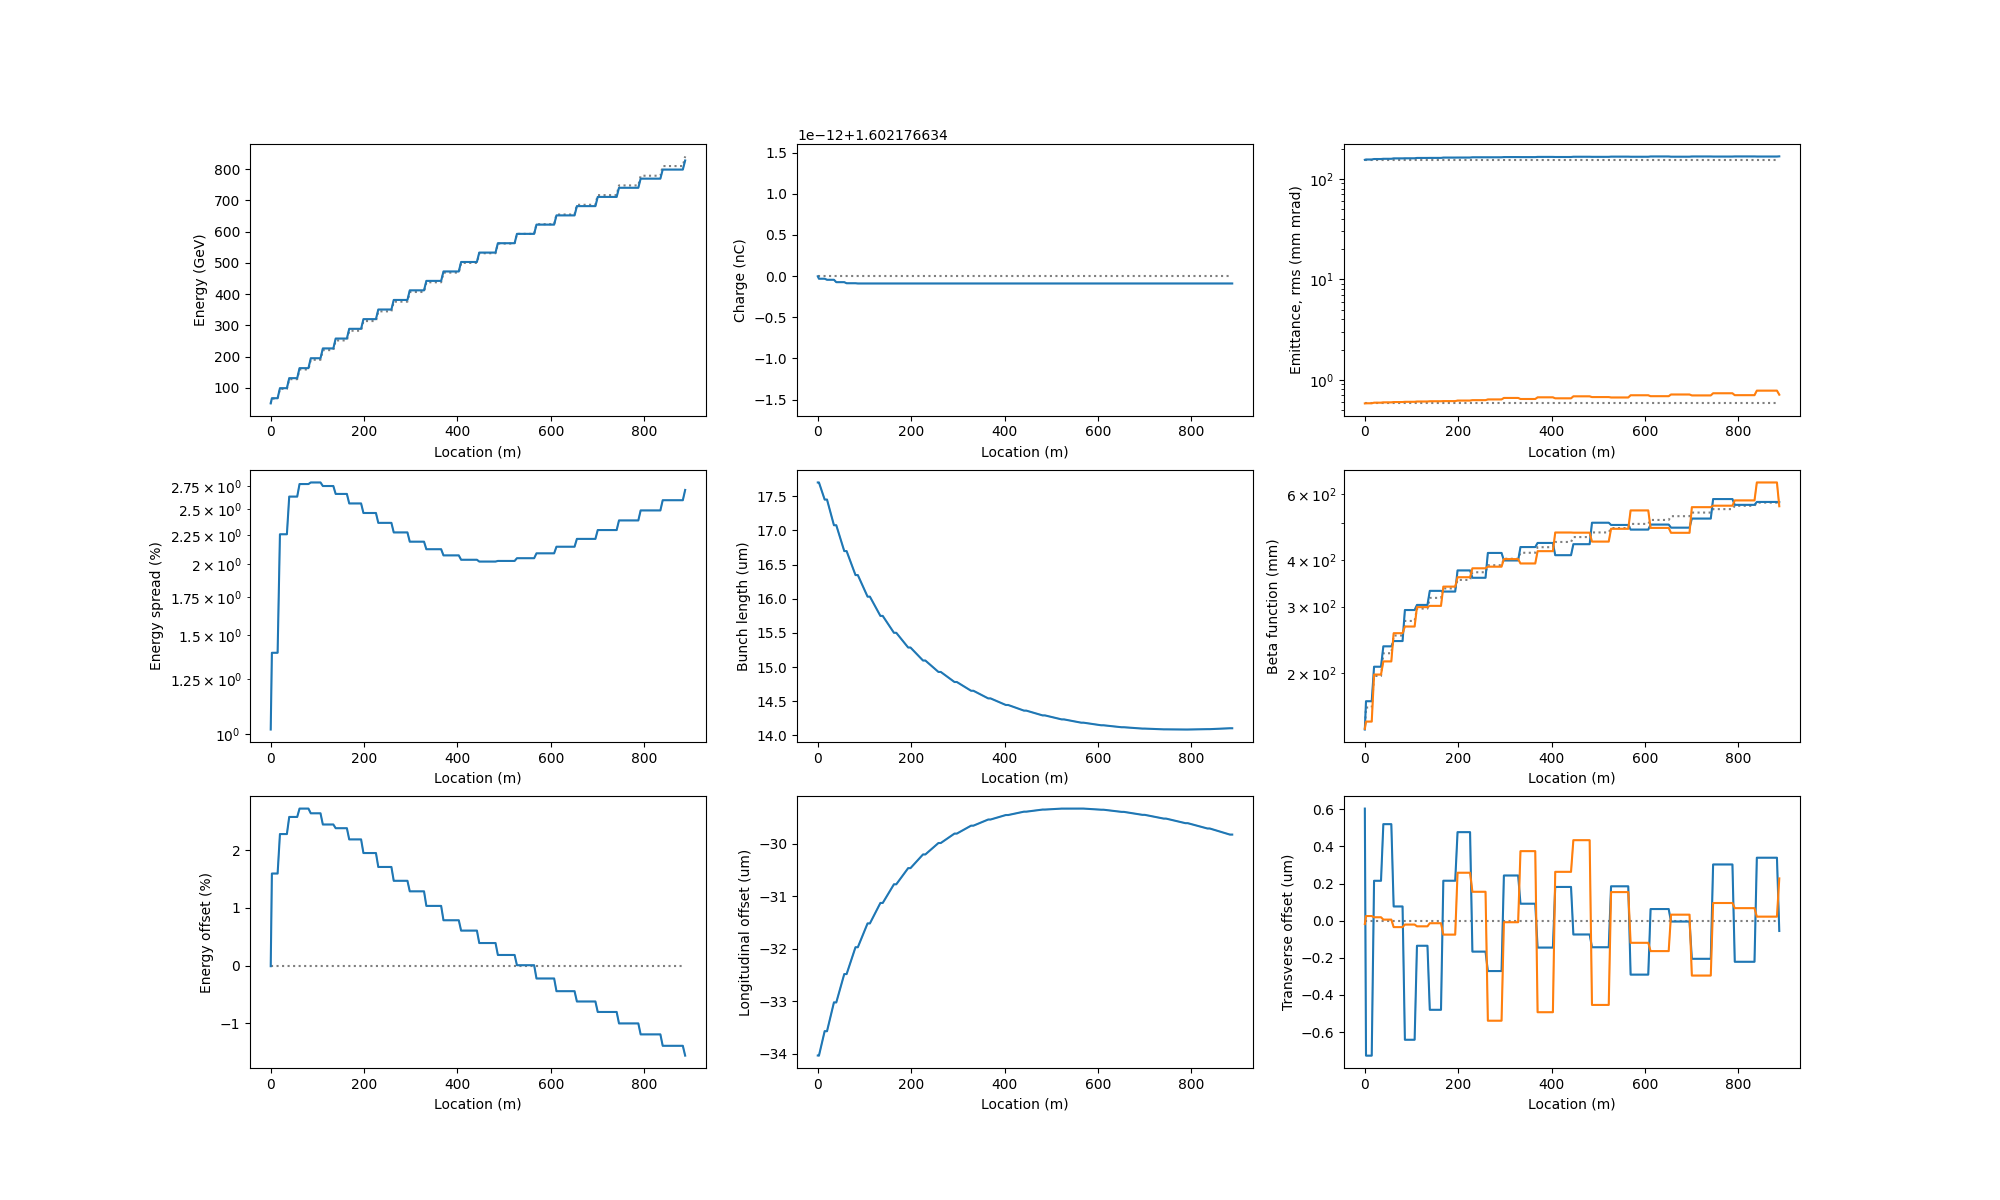 800
700
600
500
400
300
200
100
Energy (GeV)
0 200 400 600 800
Location (m)
1e−12+1.602176634
1.5
1.0
0.5
0.0
−0.5
−1.0
−1.5
Charge (nC)
0 200 400 600 800
Location (m)
10²
10¹
10⁰
Emittance, rms (mm mrad)
0 200 400 600 800
Location (m)
2.75 × 10⁰
2.5 × 10⁰
2.25 × 10⁰
2 × 10⁰
1.75 × 10⁰
1.5 × 10⁰
1.25 × 10⁰
10⁰
Energy spread (%)
0 200 400 600 800
Location (m)
17.5
17.0
16.5
16.0
15.5
15.0
14.5
14.0
Bunch length (um)
0 200 400 600 800
Location (m)
6 × 10²
4 × 10²
3 × 10²
2 × 10²
Beta function (mm)
0 200 400 600 800
Location (m)
2
1
0
−1
Energy offset (%)
0 200 400 600 800
Location (m)
−30
−31
−32
−33
−34
Longitudinal offset (um)
0 200 400 600 800
Location (m)
0.6
0.4
0.2
0.0
−0.2
−0.4
−0.6
Transverse offset (um)
0 200 400 600 800
Location (m)